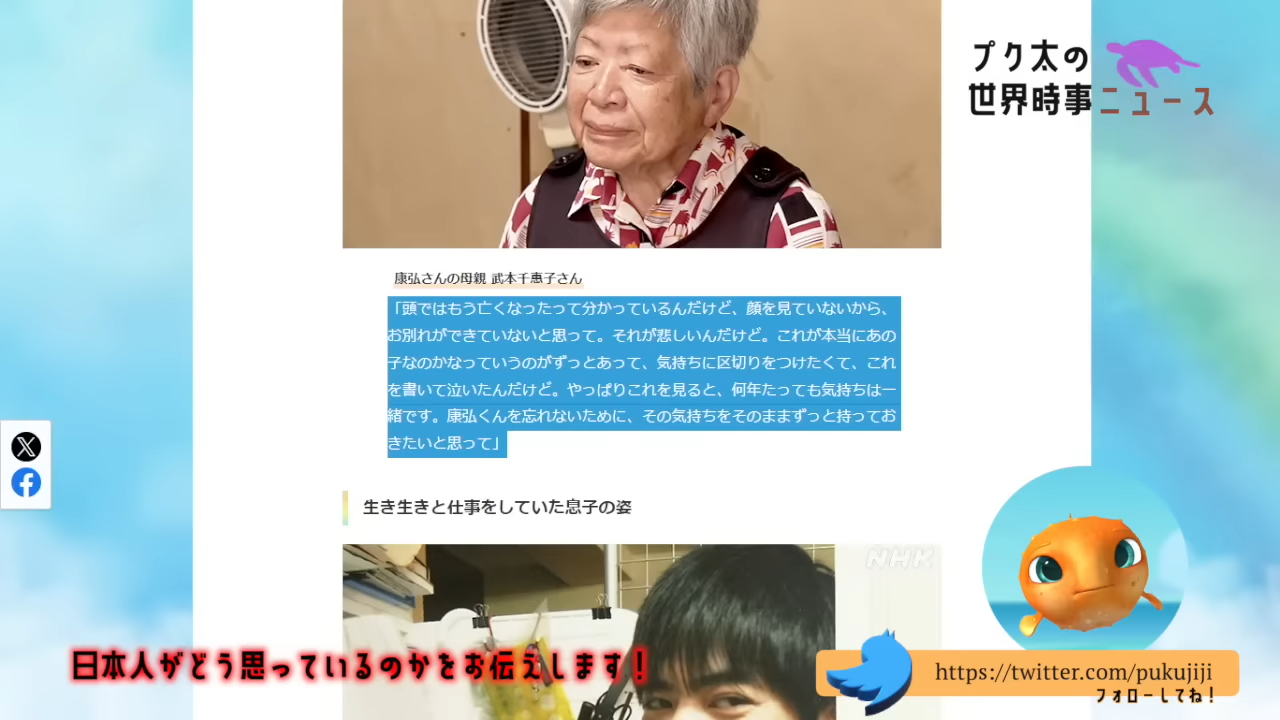 プク太の
世界時事ニュース
康弘さんの母親 武本千惠子さん
「頭ではもう亡くなったって分かっているんだけど、顔を見ていないから、
お別れができていないと思って。それが悲しいんだけど。これが本当にあの
子なのかなっていうのがずっとあって、気持ちに区切りをつけたくて、これ
を書いて泣いたんだけど。やっぱりこれを見ると、何年たっても気持ちは一
緒です。康弘くんを忘れないために、その気持ちをそのままずっと持ってお
きたいと思って」
生き生きと仕事をしていた息子の姿
NHK
日本人がどう思っているのかをお伝えします！
https://twitter.com/pukujiji
フォローしてね！